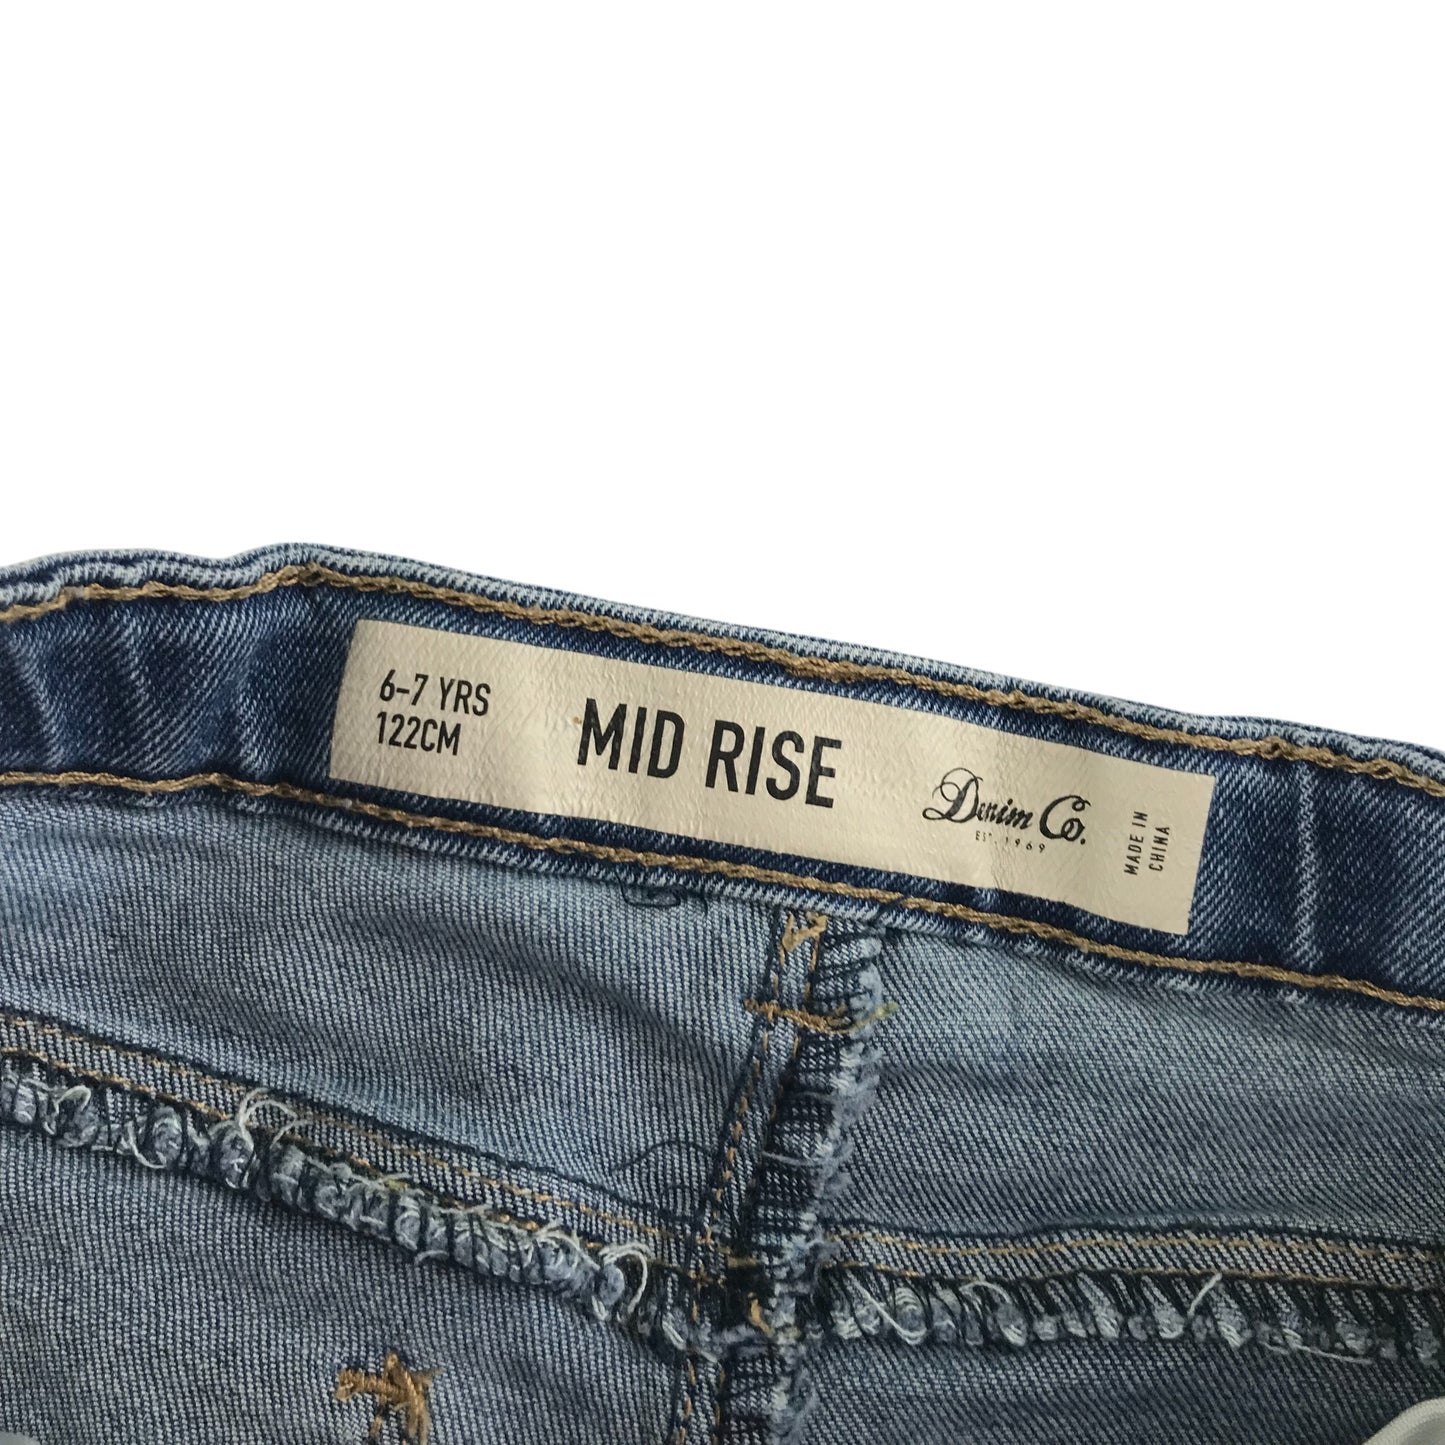 6-7 YRS
122CM
MID RISE
Denim Co.
EST. 1969
MADE IN
CHINA